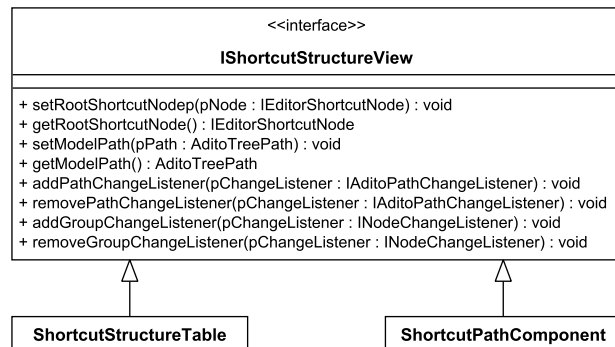 <<interface>>
IShortcutStructureView
+ setRootShortcutNodep(pNode : IEditorShortcutNode) : void
+ getRootShortcutNode() : IEditorShortcutNode
+ setModelPath(pPath : AditoTreePath) : void
+ getModelPath() : AditoTreePath
+ addPathChangeListener(pChangeListener : IAditoPathChangeListener) : void
+ removePathChangeListener(pChangeListener : IAditoPathChangeListener) : void
+ addGroupChangeListener(pChangeListener : INodeChangeListener) : void
+ removeGroupChangeListener(pChangeListener : INodeChangeListener) : void
ShortcutStructureTable
ShortcutPathComponent